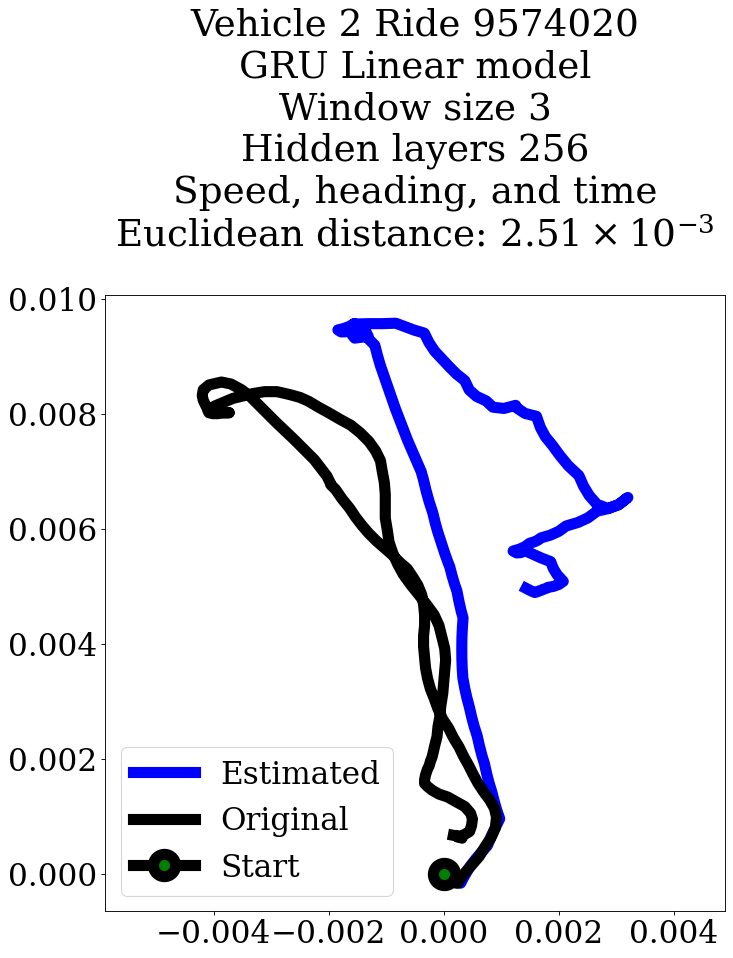 Vehicle 2 Ride 9574020
GRU Linear model
Window size 3
Hidden layers 256
Speed, heading, and time
Euclidean distance: 2.51 × 10⁻³
0.010
0.008
0.006
0.004
0.002
0.000
Estimated
Original
Start
−0.004 −0.002 0.000 0.002 0.004